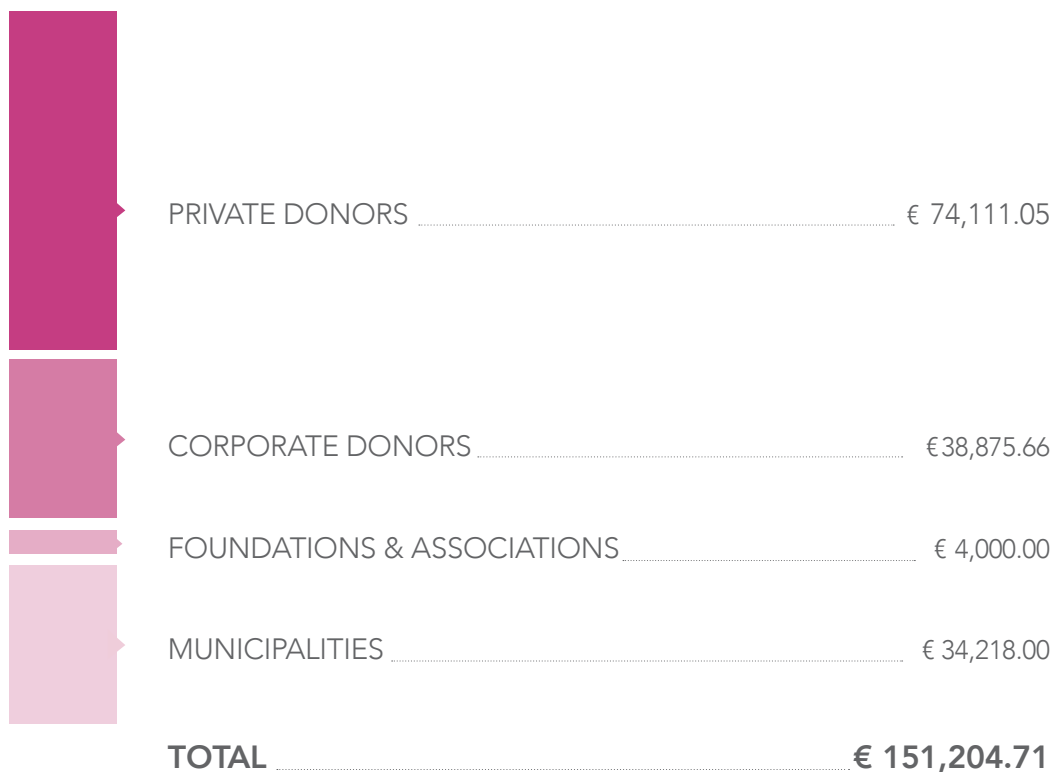 PRIVATE DONORS € 74,111.05
CORPORATE DONORS €38,875.66
FOUNDATIONS & ASSOCIATIONS € 4,000.00
MUNICIPALITIES € 34,218.00
TOTAL € 151,204.71